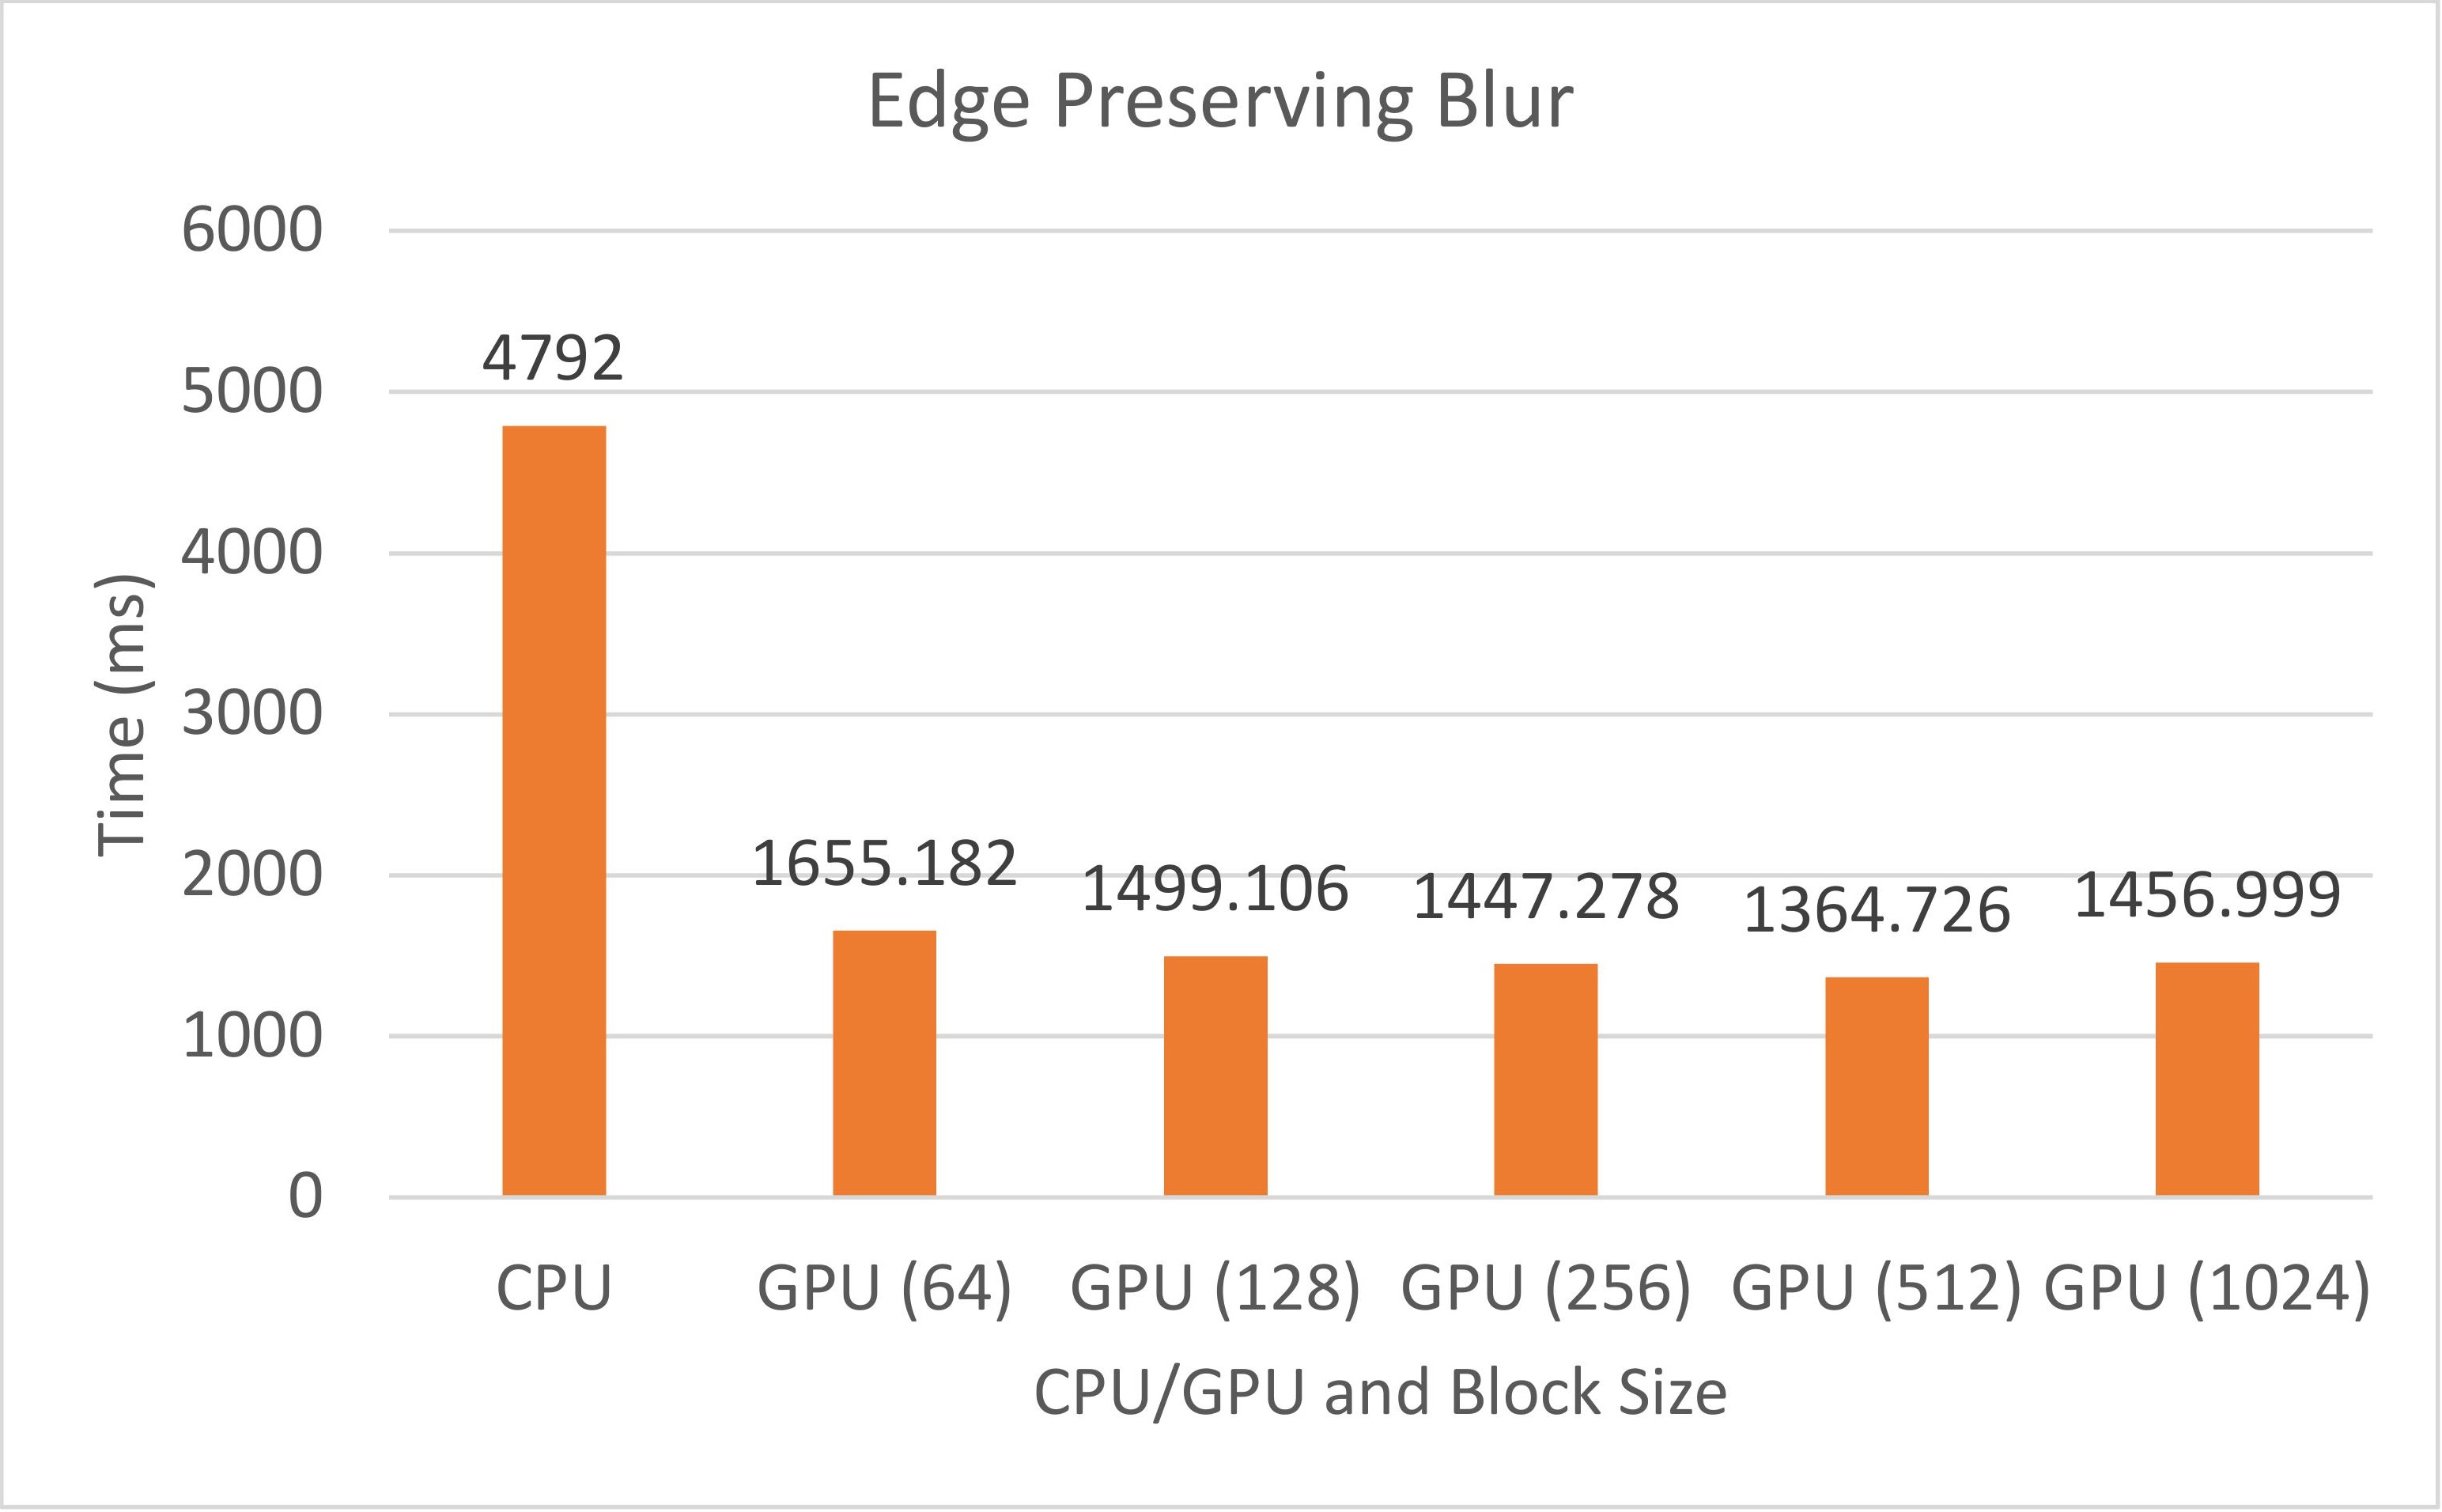 Edge Preserving Blur
6000
5000
4000
3000
2000
1000
0
Time (ms)
4792
1655.182
1499.106
1447.278
1364.726
1456.999
CPU
GPU (64)
GPU (128)
GPU (256)
GPU (512)
GPU (1024)
CPU/GPU and Block Size